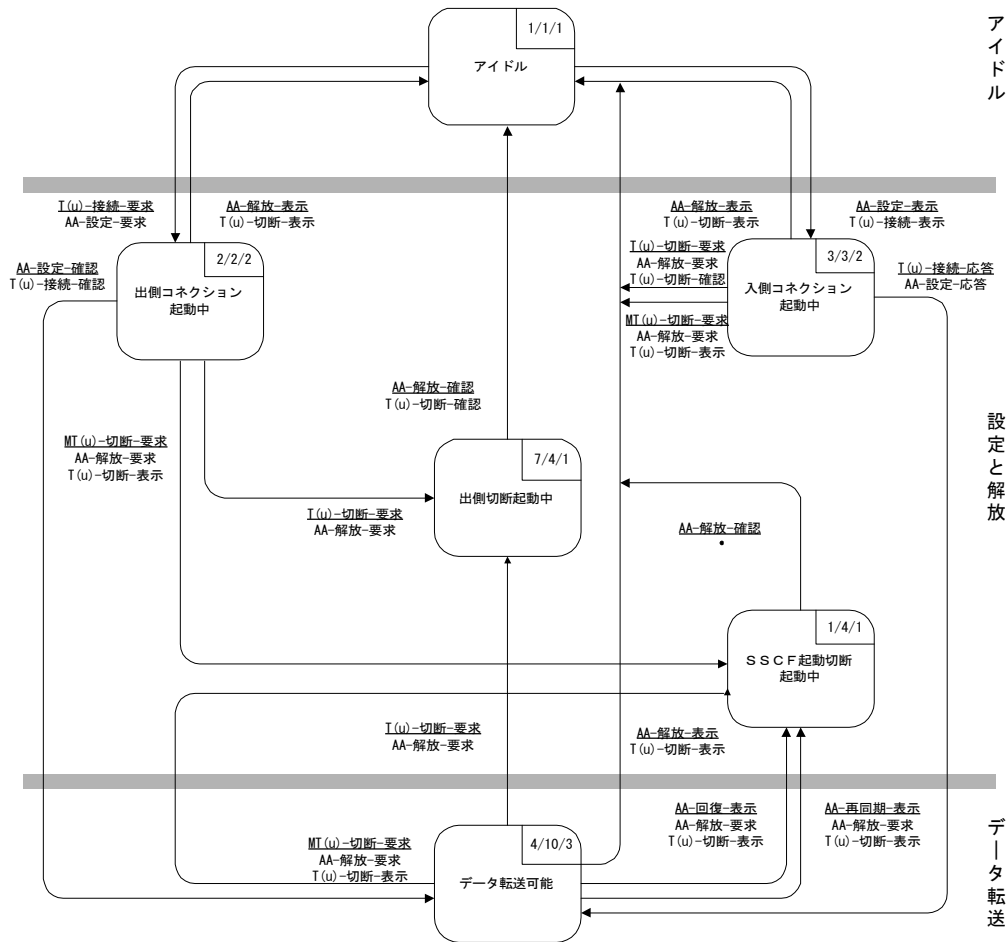 1/1/1
アイドル
アイドル
T(u)-接続-要求
AA-設定-要求
AA-解放-表示
T(u)-切断-表示
AA-解放-表示
T(u)-切断-表示
AA-設定-表示
T(u)-接続-表示
AA-設定-確認
T(u)-接続-確認
2/2/2
出側コネクション
起動中
T(u)-切断-要求
AA-解放-要求
T(u)-切断-確認
3/3/2
入側コネクション
起動中
T(u)-接続-応答
AA-設定-応答
MT(u)-切断-要求
AA-解放-要求
T(u)-切断-表示
AA-解放-確認
T(u)-切断-確認
設定と解放
MT(u)-切断-要求
AA-解放-要求
T(u)-切断-表示
7/4/1
出側切断起動中
T(u)-切断-要求
AA-解放-要求
AA-解放-確認
1/4/1
SSCF起動切断
起動中
T(u)-切断-要求
AA-解放-要求
AA-解放-表示
T(u)-切断-表示
MT(u)-切断-要求
AA-解放-要求
T(u)-切断-表示
4/10/3
データ転送可能
AA-回復-表示
AA-解放-要求
T(u)-切断-表示
AA-再同期-表示
AA-解放-要求
T(u)-切断-表示
データ転送